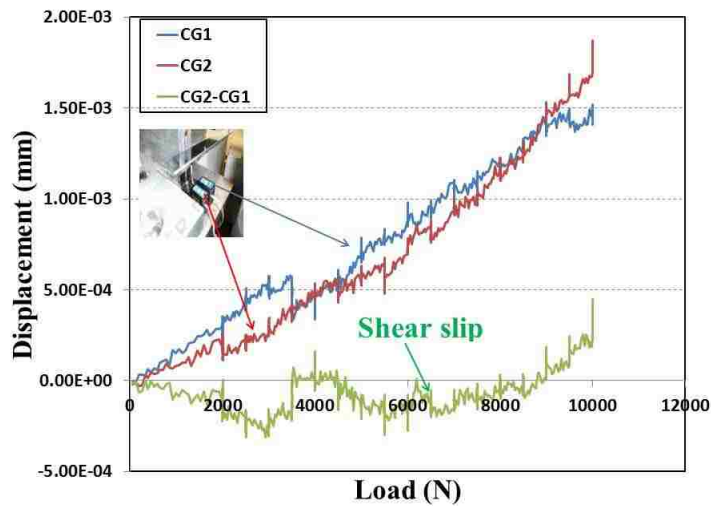 2.00E-03
CG1
CG2
CG2-CG1
1.50E-03
1.00E-03
5.00E-04
Shear slip
0.00E+00
0 2000 4000 6000 8000 10000 12000
-5.00E-04
Displacement (mm)
Load (N)